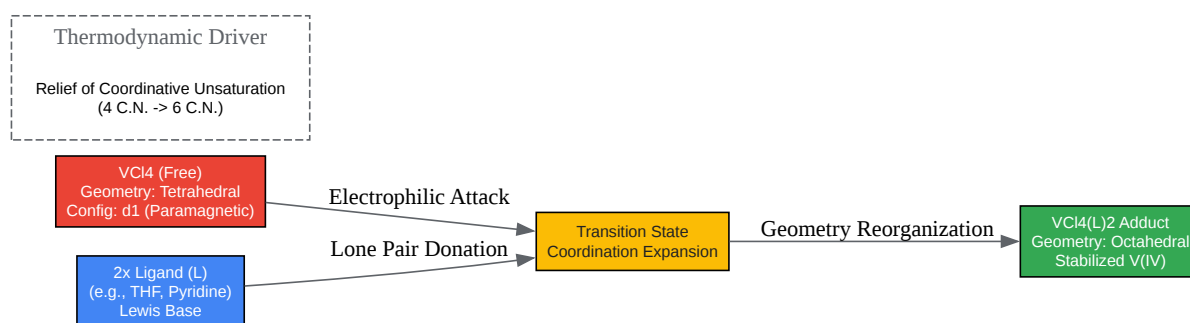 Thermodynamic Driver
Relief of Coordinative Unsaturation
(4 C.N. -> 6 C.N.)
VCl4 (Free)
Geometry: Tetrahedral
Config: d1 (Paramagnetic)
Electrophilic Attack
Lone Pair Donation
2x Ligand (L)
(e.g., THF, Pyridine)
Lewis Base
Transition State
Coordination Expansion
Geometry Reorganization
VCl4(L)2 Adduct
Geometry: Octahedral
Stabilized V(IV)